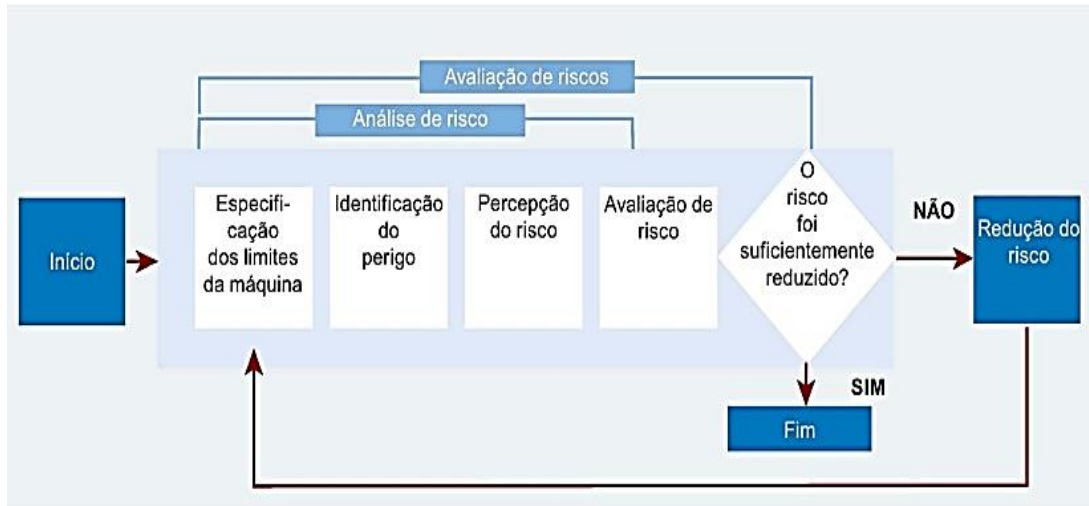 Avaliação de riscos
Análise de risco
Início
Especifi-
cação
dos limites
da máquina
Identificação
do
perigo
Percepção
do risco
Avaliação de
risco
O
risco
foi
suficientemente
reduzido?
NÃO
Redução do
risco
SIM
Fim